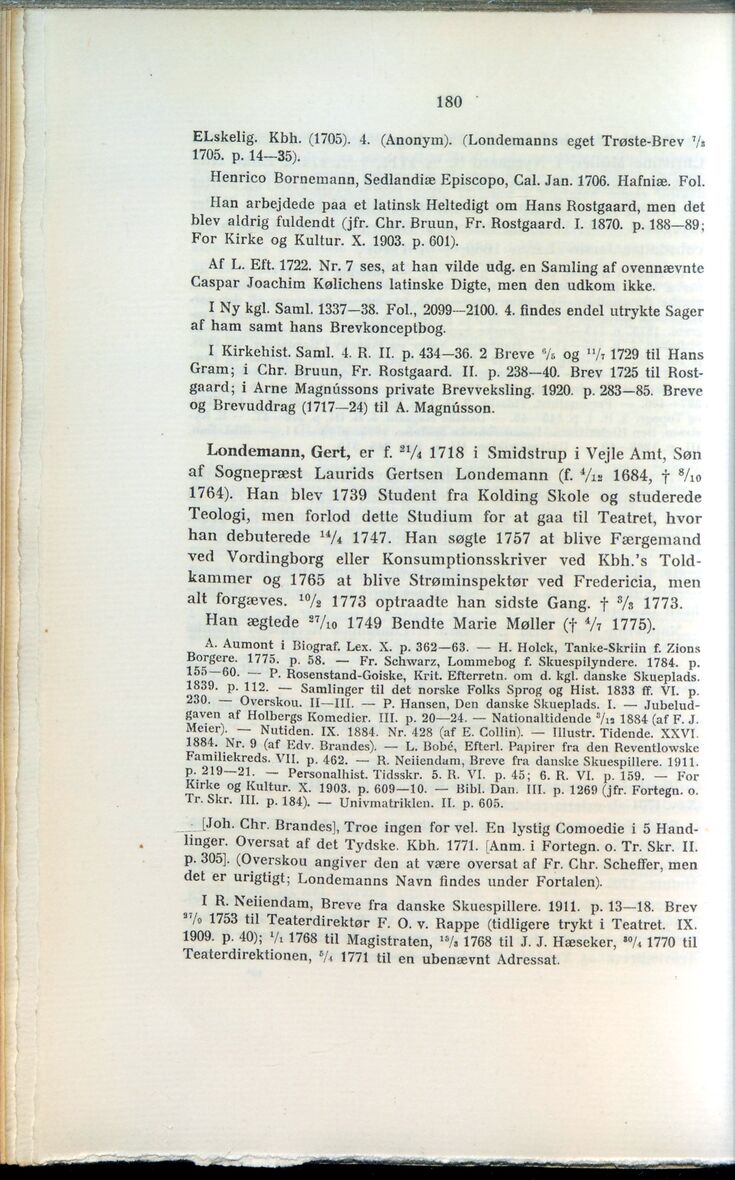 180
ELskelig. Kbh. (1705). 4. (Anonym). (Londemanns eget Trøste-Brev ⁷/₂
1705. p. 14—35).
Henrico Bornemann, Sedlandiæ Episcopo, Cal. Jan. 1706. Hafniæ. Fol.
Han arbejdede paa et latinsk Heltedigt om Hans Rostgaard, men det
blev aldrig fuldendt (jfr. Chr. Bruun, Fr. Rostgaard. I. 1870. p. 188—89;
For Kirke og Kultur. X. 1903. p. 601).
Af L. Eft. 1722. Nr. 7 ses, at han vilde udg. en Samling af ovennævnte
Caspar Joachim Kølichens latinske Digte, men den udkom ikke.
I Ny kgl. Saml. 1337—38. Fol., 2099—2100. 4. findes endel utrykte Sager
af ham samt hans Brevkonceptbog.
I Kirkehist. Saml. 4. R. II. p. 434—36. 2 Breve ⁶/₅ og ¹¹/₇ 1729 til Hans
Gram; i Chr. Bruun, Fr. Rostgaard. II. p. 238—40. Brev 1725 til Rost-
gaard; i Arne Magnússons private Brevveksling. 1920. p. 283—85. Breve
og Brevuddrag (1717—24) til A. Magnússon.
Londemann, Gert, er f. ²¹/₄ 1718 i Smidstrup i Vejle Amt, Søn
af Sognepræst Laurids Gertsen Londemann (f. ⁴/₁₂ 1684, † ⁸/₁₀
1764). Han blev 1739 Student fra Kolding Skole og studerede
Teologi, men forlod dette Studium for at gaa til Teatret, hvor
han debuterede ¹⁴/₄ 1747. Han søgte 1757 at blive Færgemand
ved Vordingborg eller Konsumptionsskriver ved Kbh.'s Told-
kammer og 1765 at blive Strøminspektør ved Fredericia, men
alt forgæves. ¹⁰/₂ 1773 optraadte han sidste Gang. † ³/₃ 1773.
Han ægtede ²⁷/₁₀ 1749 Bendte Marie Møller († ⁴/₇ 1775).
A. Aumont i Biograf. Lex. X. p. 362—63. — H. Holck, Tanke-Skriin f. Zions
Borgere. 1775. p. 58. — Fr. Schwarz, Lommebog f. Skuespilyndere. 1784. p.
155—60. — P. Rosenstand-Goiske, Krit. Efterretn. om d. kgl. danske Skueplads.
1839. p. 112. — Samlinger til det norske Folks Sprog og Hist. 1833 ff. VI. p.
230. — Overskou. II—III. — P. Hansen, Den danske Skueplads. I. — Jubelud-
gaven af Holbergs Komedier. III. p. 20—24. — Nationaltidende ³/₁₂ 1884 (af F. J.
Meier). — Nutiden. IX. 1884. Nr. 428 (af E. Collin). — Illustr. Tidende. XXVI.
1884. Nr. 9 (af Edv. Brandes). — L. Bobé, Efterl. Papirer fra den Reventlowske
Familiekreds. VII. p. 462. — R. Neiiendam, Breve fra danske Skuespillere. 1911.
p. 219—21. — Personalhist. Tidsskr. 5. R. VI. p. 45; 6. R. VI. p. 159. — For
Kirke og Kultur. X. 1903. p. 609—10. — Bibl. Dan. III. p. 1269 (jfr. Fortegn. o.
Tr. Skr. III. p. 184). — Univmatriklen. II. p. 605.
[Joh. Chr. Brandes], Troe ingen for vel. En lystig Comoedie i 5 Hand-
linger. Oversat af det Tydske. Kbh. 1771. [Anm. i Fortegn. o. Tr. Skr. II.
p. 305]. (Overskou angiver den at være oversat af Fr. Chr. Scheffer, men
det er urigtigt; Londemanns Navn findes under Fortalen).
I R. Neiiendam, Breve fra danske Skuespillere. 1911. p. 13—18. Brev
²⁷/₉ 1753 til Teaterdirektør F. O. v. Rappe (tidligere trykt i Teatret. IX.
1909. p. 40); ¹/₁ 1768 til Magistraten, ¹⁵/₃ 1768 til J. J. Hæseker, ³⁰/₄ 1770 til
Teaterdirektionen, ⁵/₄ 1771 til en ubenævnt Adressat.